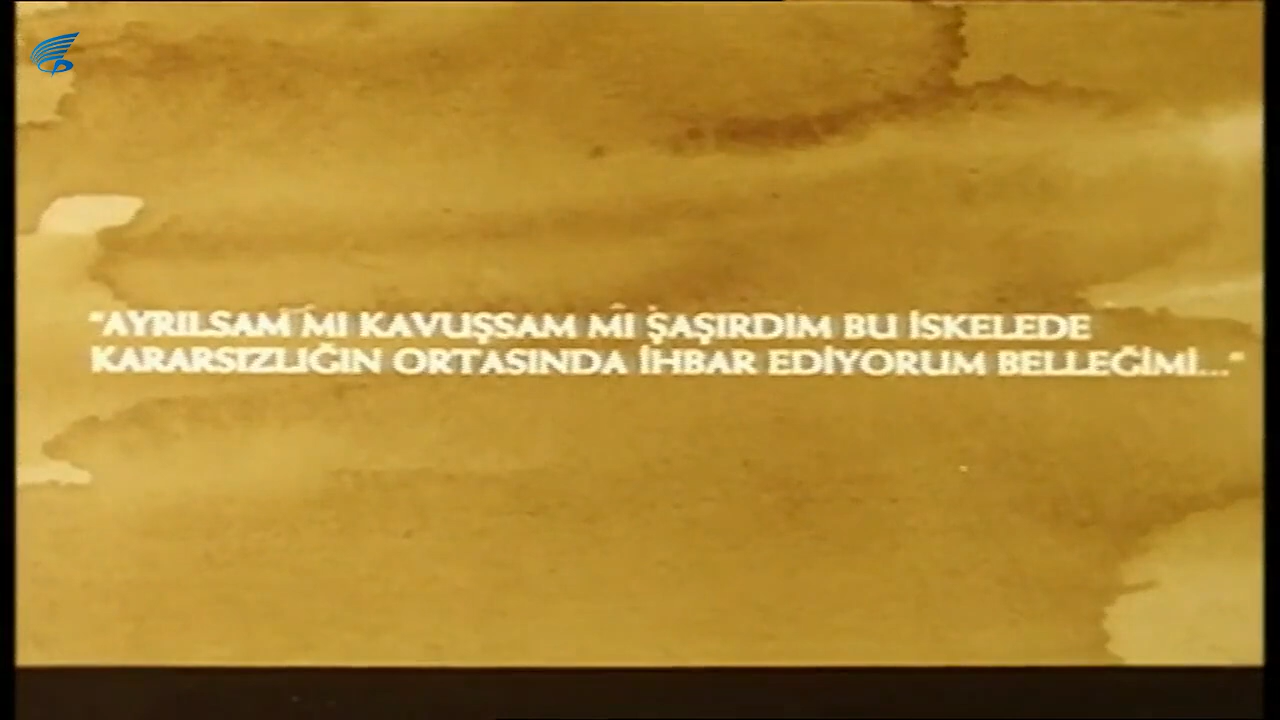 "AYRILSAM MI KAVUŞSAM MI ŞAŞIRDIM BU İSKELEDE
KARARSIZLIĞIN ORTASINDA İHBAR EDİYORUM BELLEĞİMİ..."